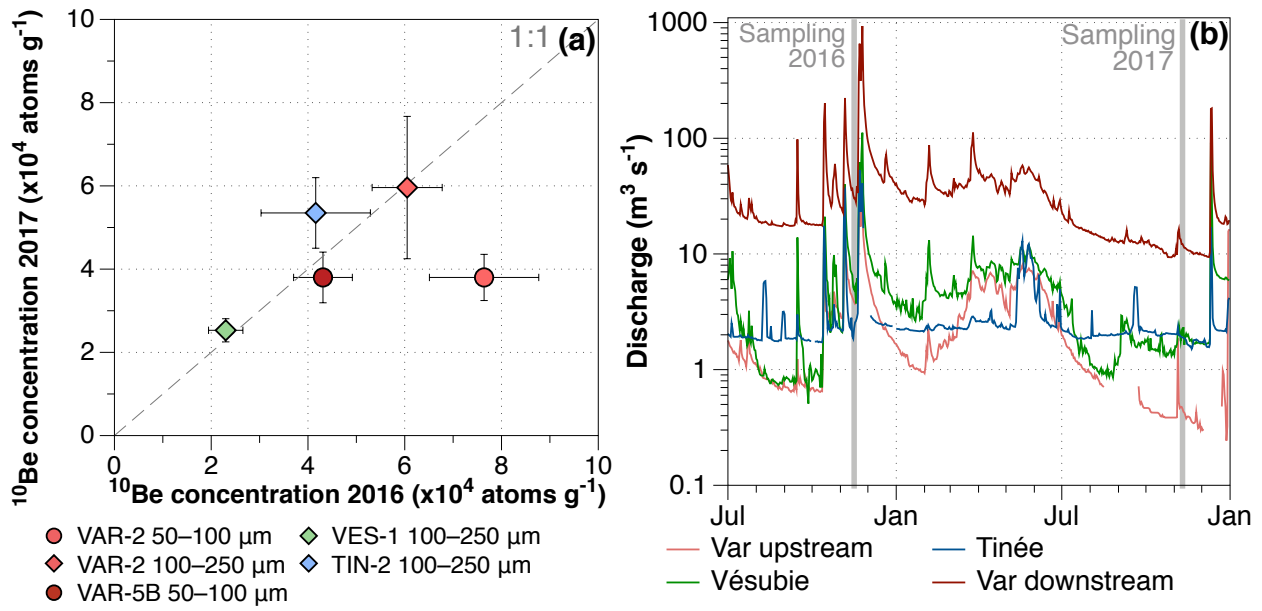 10
8
6
4
2
0
0
2
4
6
8
10
1:1
(a)
¹⁰Be concentration 2017 (x10⁴ atoms g⁻¹)
¹⁰Be concentration 2016 (x10⁴ atoms g⁻¹)
VAR-2 50–100 µm
VAR-2 100–250 µm
VAR-5B 50–100 µm
VES-1 100–250 µm
TIN-2 100–250 µm
Sampling
2016
Sampling
2017
(b)
1000
100
10
1
0.1
Discharge (m³ s⁻¹)
Jul
Jan
Jul
Jan
Var upstream
Vésubie
Tinée
Var downstream